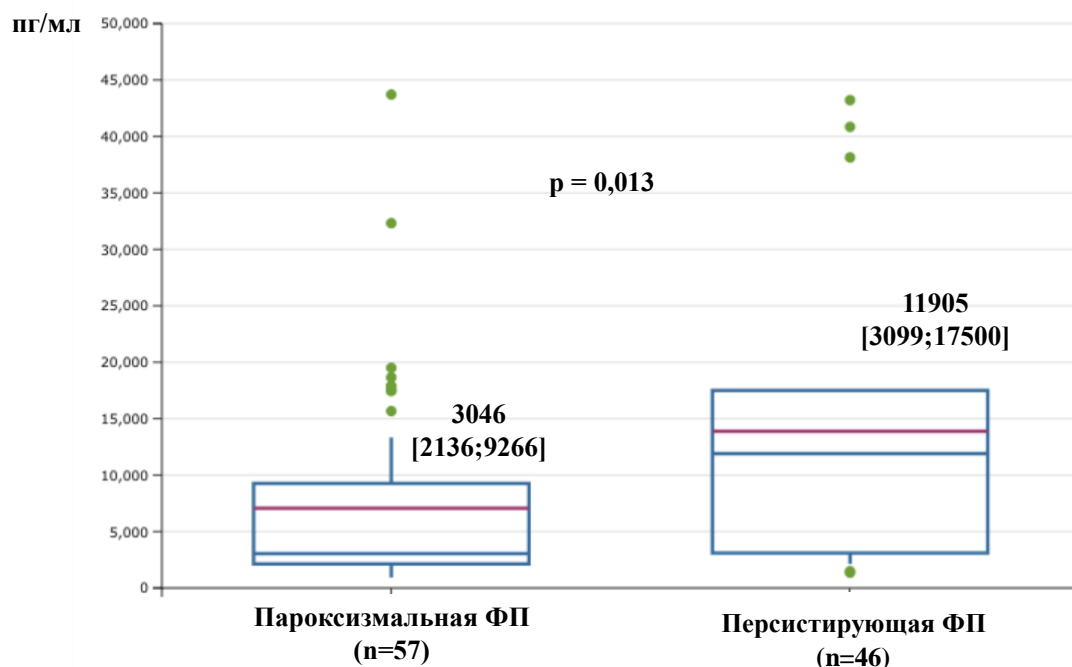 пг/мл
50,000
45,000
40,000
35,000
30,000
25,000
20,000
15,000
10,000
5,000
0
p = 0,013
3046
[2136;9266]
11905
[3099;17500]
Пароксизмальная ФП
(n=57)
Персистирующая ФП
(n=46)